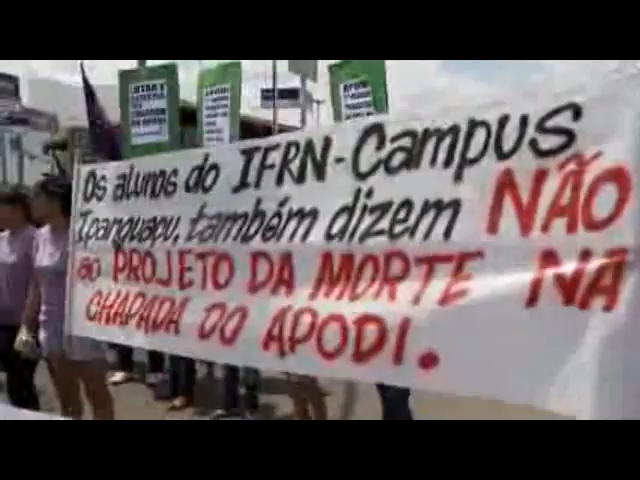 Os alunos do IFRN-Campus
Ipanguaçu, também dizem NÃO
ao PROJETO DA MORTE NA
CHAPADA DO APODI.